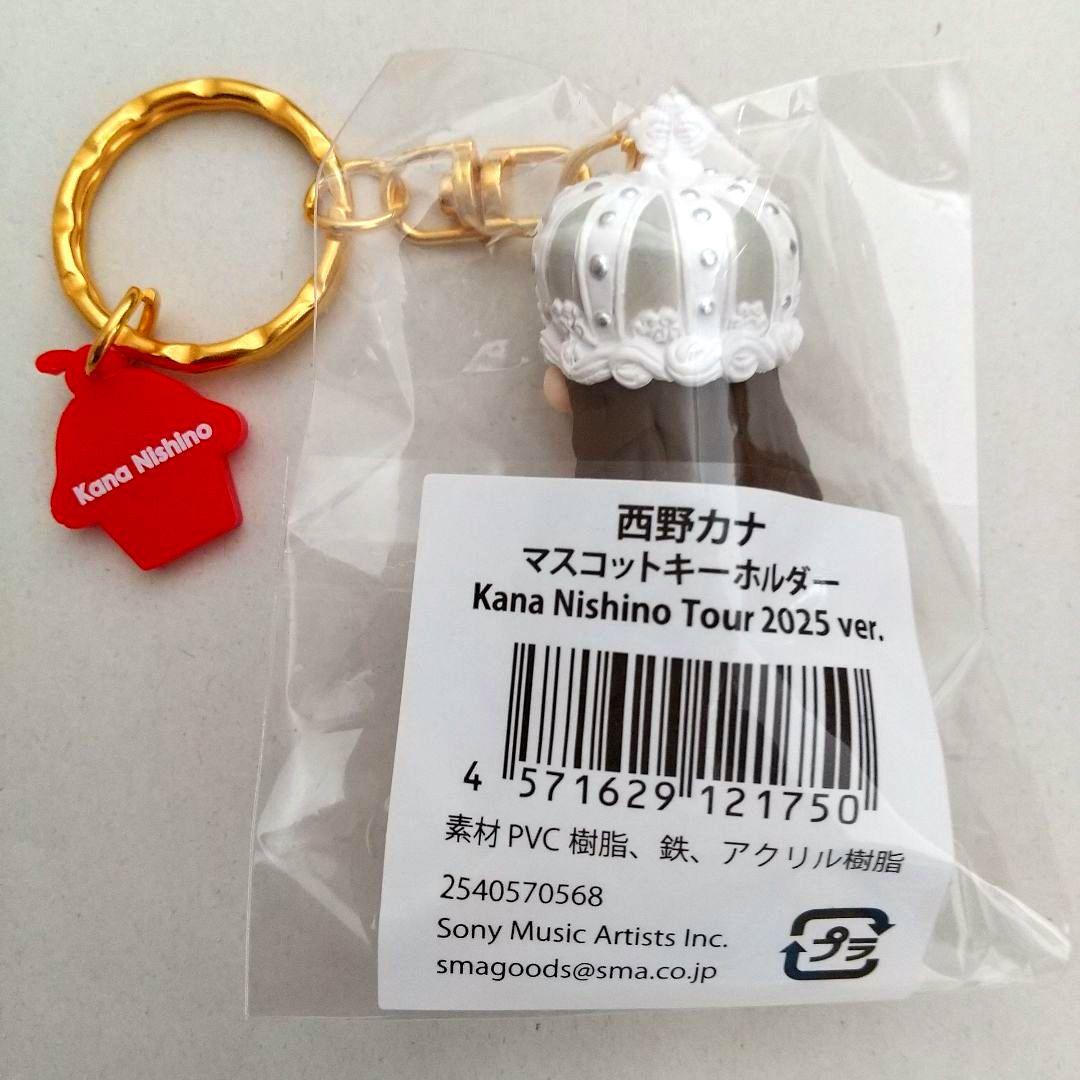 Kana Nishino
西野カナ
マスコットキーホルダー
Kana Nishino Tour 2025 ver.
4 571629 121750
素材 PVC 樹脂、鉄、アクリル樹脂
2540570568
Sony Music Artists Inc.
smagoods@sma.co.jp
プラ